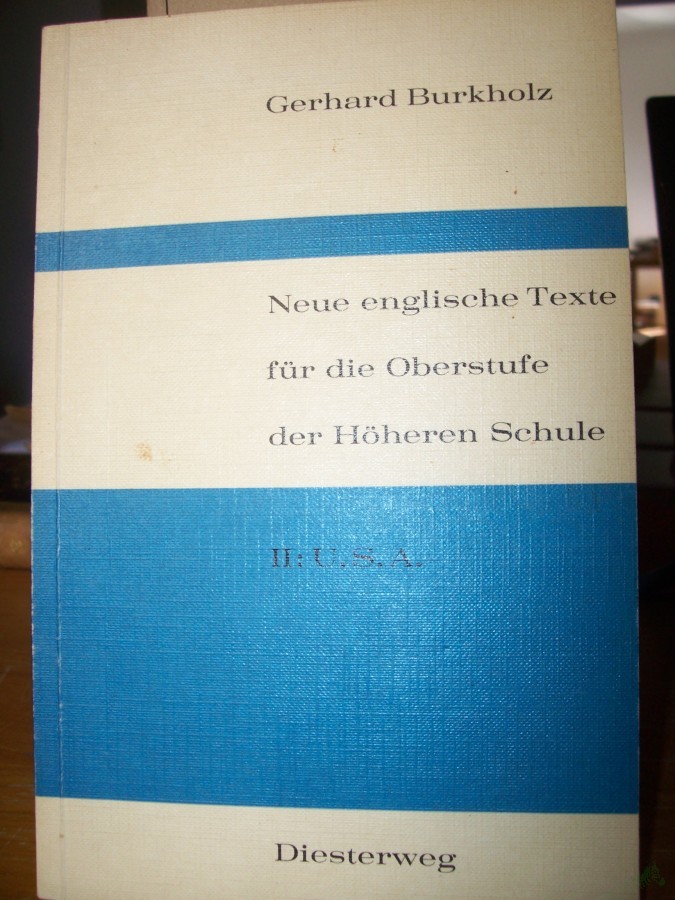 Gerhard Burkholz
Neue englische Texte
für die Oberstufe
der Höheren Schule
II: U.S.A.
Diesterweg